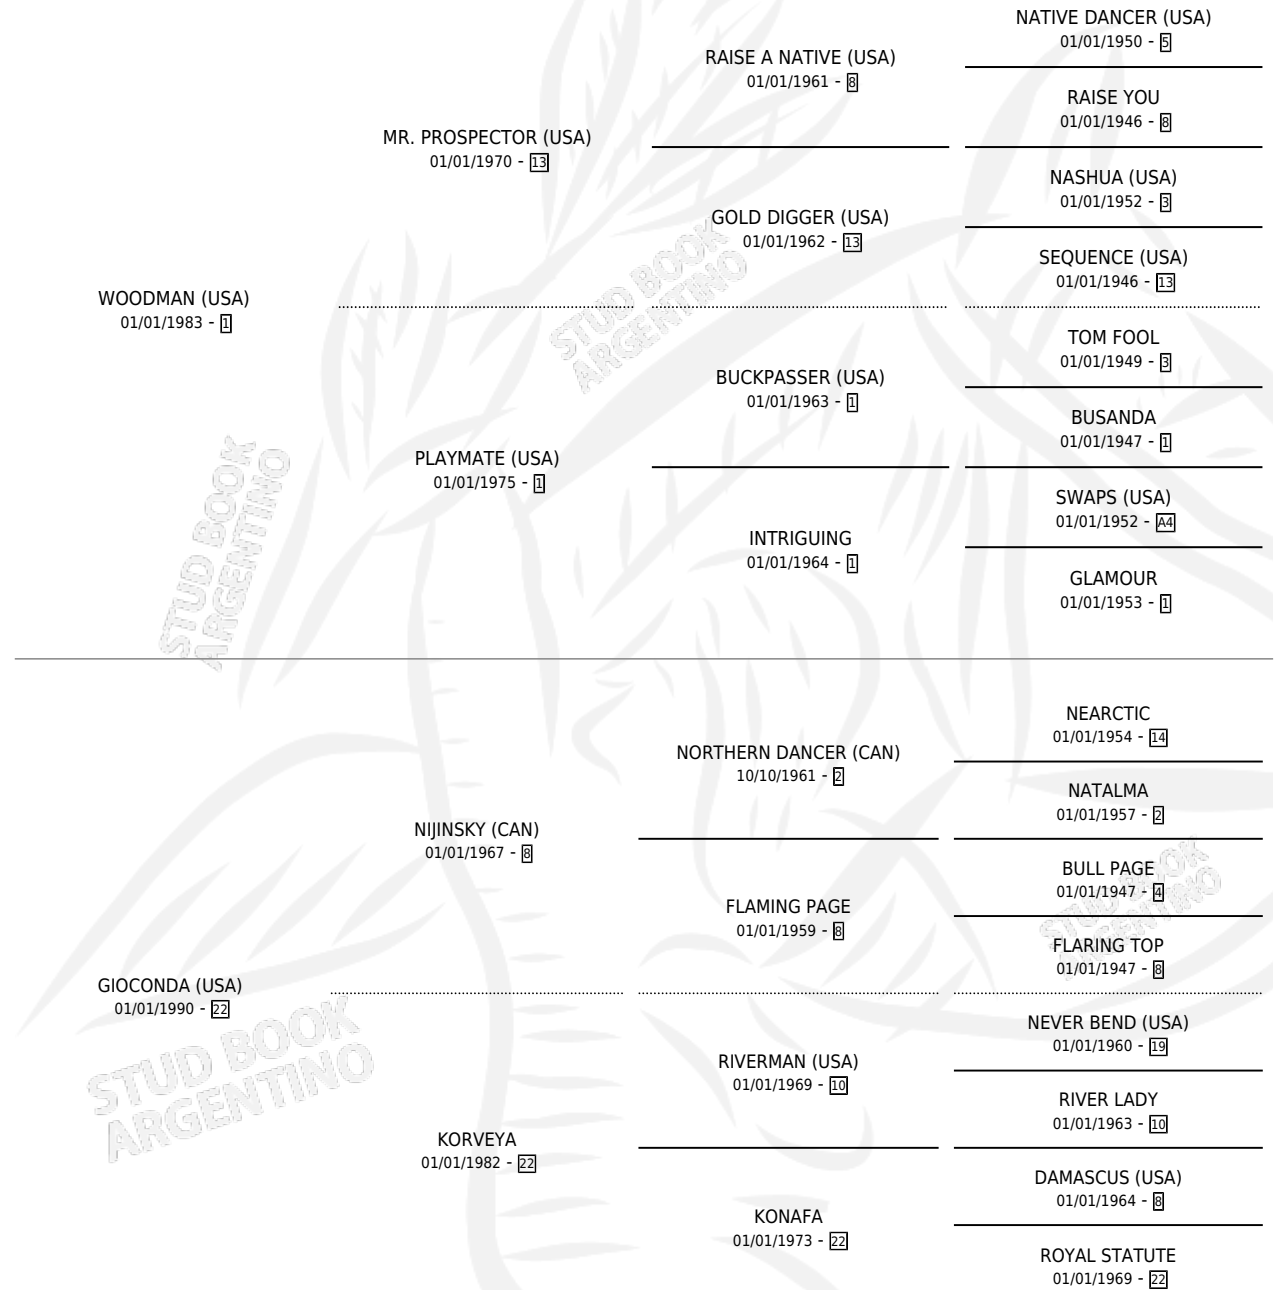 NATIVE DANCER (USA)
01/01/1950 - 5
RAISE A NATIVE (USA)
01/01/1961 - 8
RAISE YOU
01/01/1946 - 8
MR. PROSPECTOR (USA)
01/01/1970 - 13
NASHUA (USA)
01/01/1952 - 3
GOLD DIGGER (USA)
01/01/1962 - 13
SEQUENCE (USA)
01/01/1946 - 13
WOODMAN (USA)
01/01/1983 - 1
STUD BOOK
ARGENTINO
TOM FOOL
01/01/1949 - 3
BUCKPASSER (USA)
01/01/1963 - 1
BUSANDA
01/01/1947 - 1
PLAYMATE (USA)
01/01/1975 - 1
SWAPS (USA)
01/01/1952 - A4
INTRIGUING
01/01/1964 - 1
GLAMOUR
01/01/1953 - 1
STUD BOOK
ARGENTINO
NEARCTIC
01/01/1954 - 14
NORTHERN DANCER (CAN)
10/10/1961 - 2
NATALMA
01/01/1957 - 2
NIJINSKY (CAN)
01/01/1967 - 8
BULL PAGE
01/01/1947 - 4
FLAMING PAGE
01/01/1959 - 8
STUD BOOK
ARGENTINO
FLARING TOP
01/01/1947 - 8
GIOCONDA (USA)
01/01/1990 - 22
STUD BOOK
ARGENTINO
NEVER BEND (USA)
01/01/1960 - 19
RIVERMAN (USA)
01/01/1969 - 10
RIVER LADY
01/01/1963 - 10
KORVEYA
01/01/1982 - 22
DAMASCUS (USA)
01/01/1964 - 8
KONAFA
01/01/1973 - 22
ROYAL STATUTE
01/01/1969 - 22